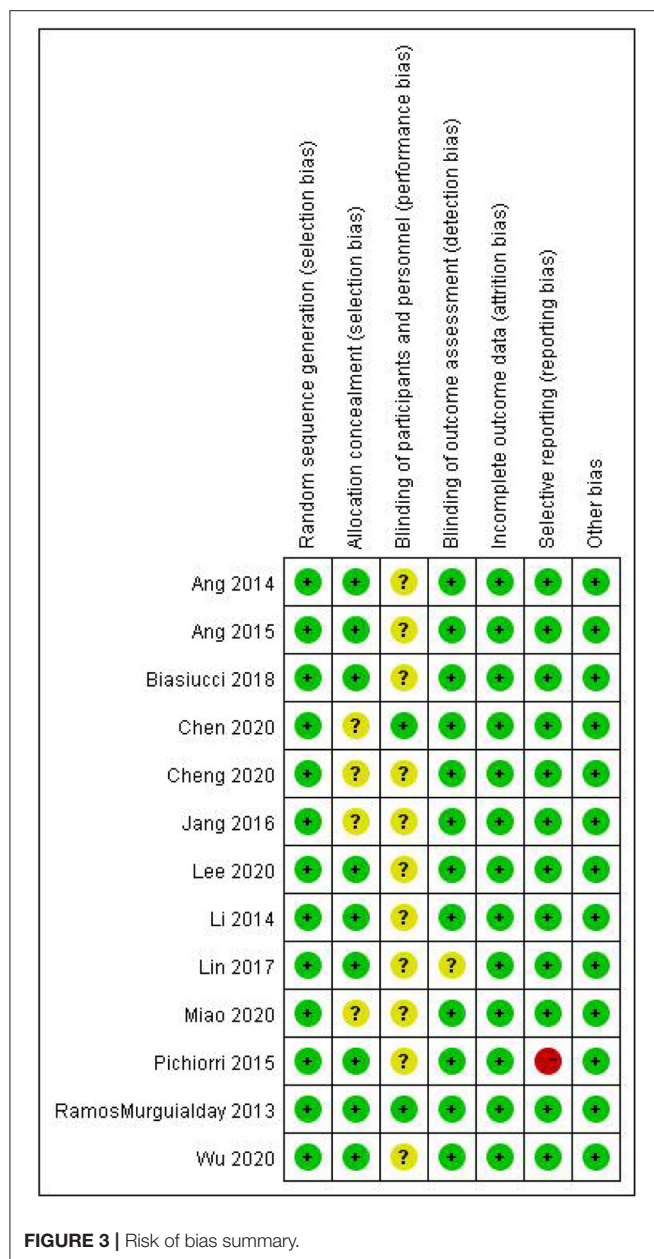 Random sequence generation (selection bias)
Allocation concealment (selection bias)
Blinding of participants and personnel (performance bias)
Blinding of outcome assessment (detection bias)
Incomplete outcome data (attrition bias)
Selective reporting (reporting bias)
Other bias
Ang 2014 + + ? + + + +
Ang 2015 + + ? + + + +
Biasiucci 2018 + + ? + + + +
Chen 2020 + ? + + + + +
Cheng 2020 + ? ? + + + +
Jang 2016 + ? ? + + + +
Lee 2020 + + ? + + + +
Li 2014 + + ? + + + +
Lin 2017 + + ? ? + + +
Miao 2020 + ? ? + + + +
Pichiorri 2015 + + ? + + - +
RamosMurguialday 2013 + + + + + + +
Wu 2020 + + ? + + + +
FIGURE 3 | Risk of bias summary.